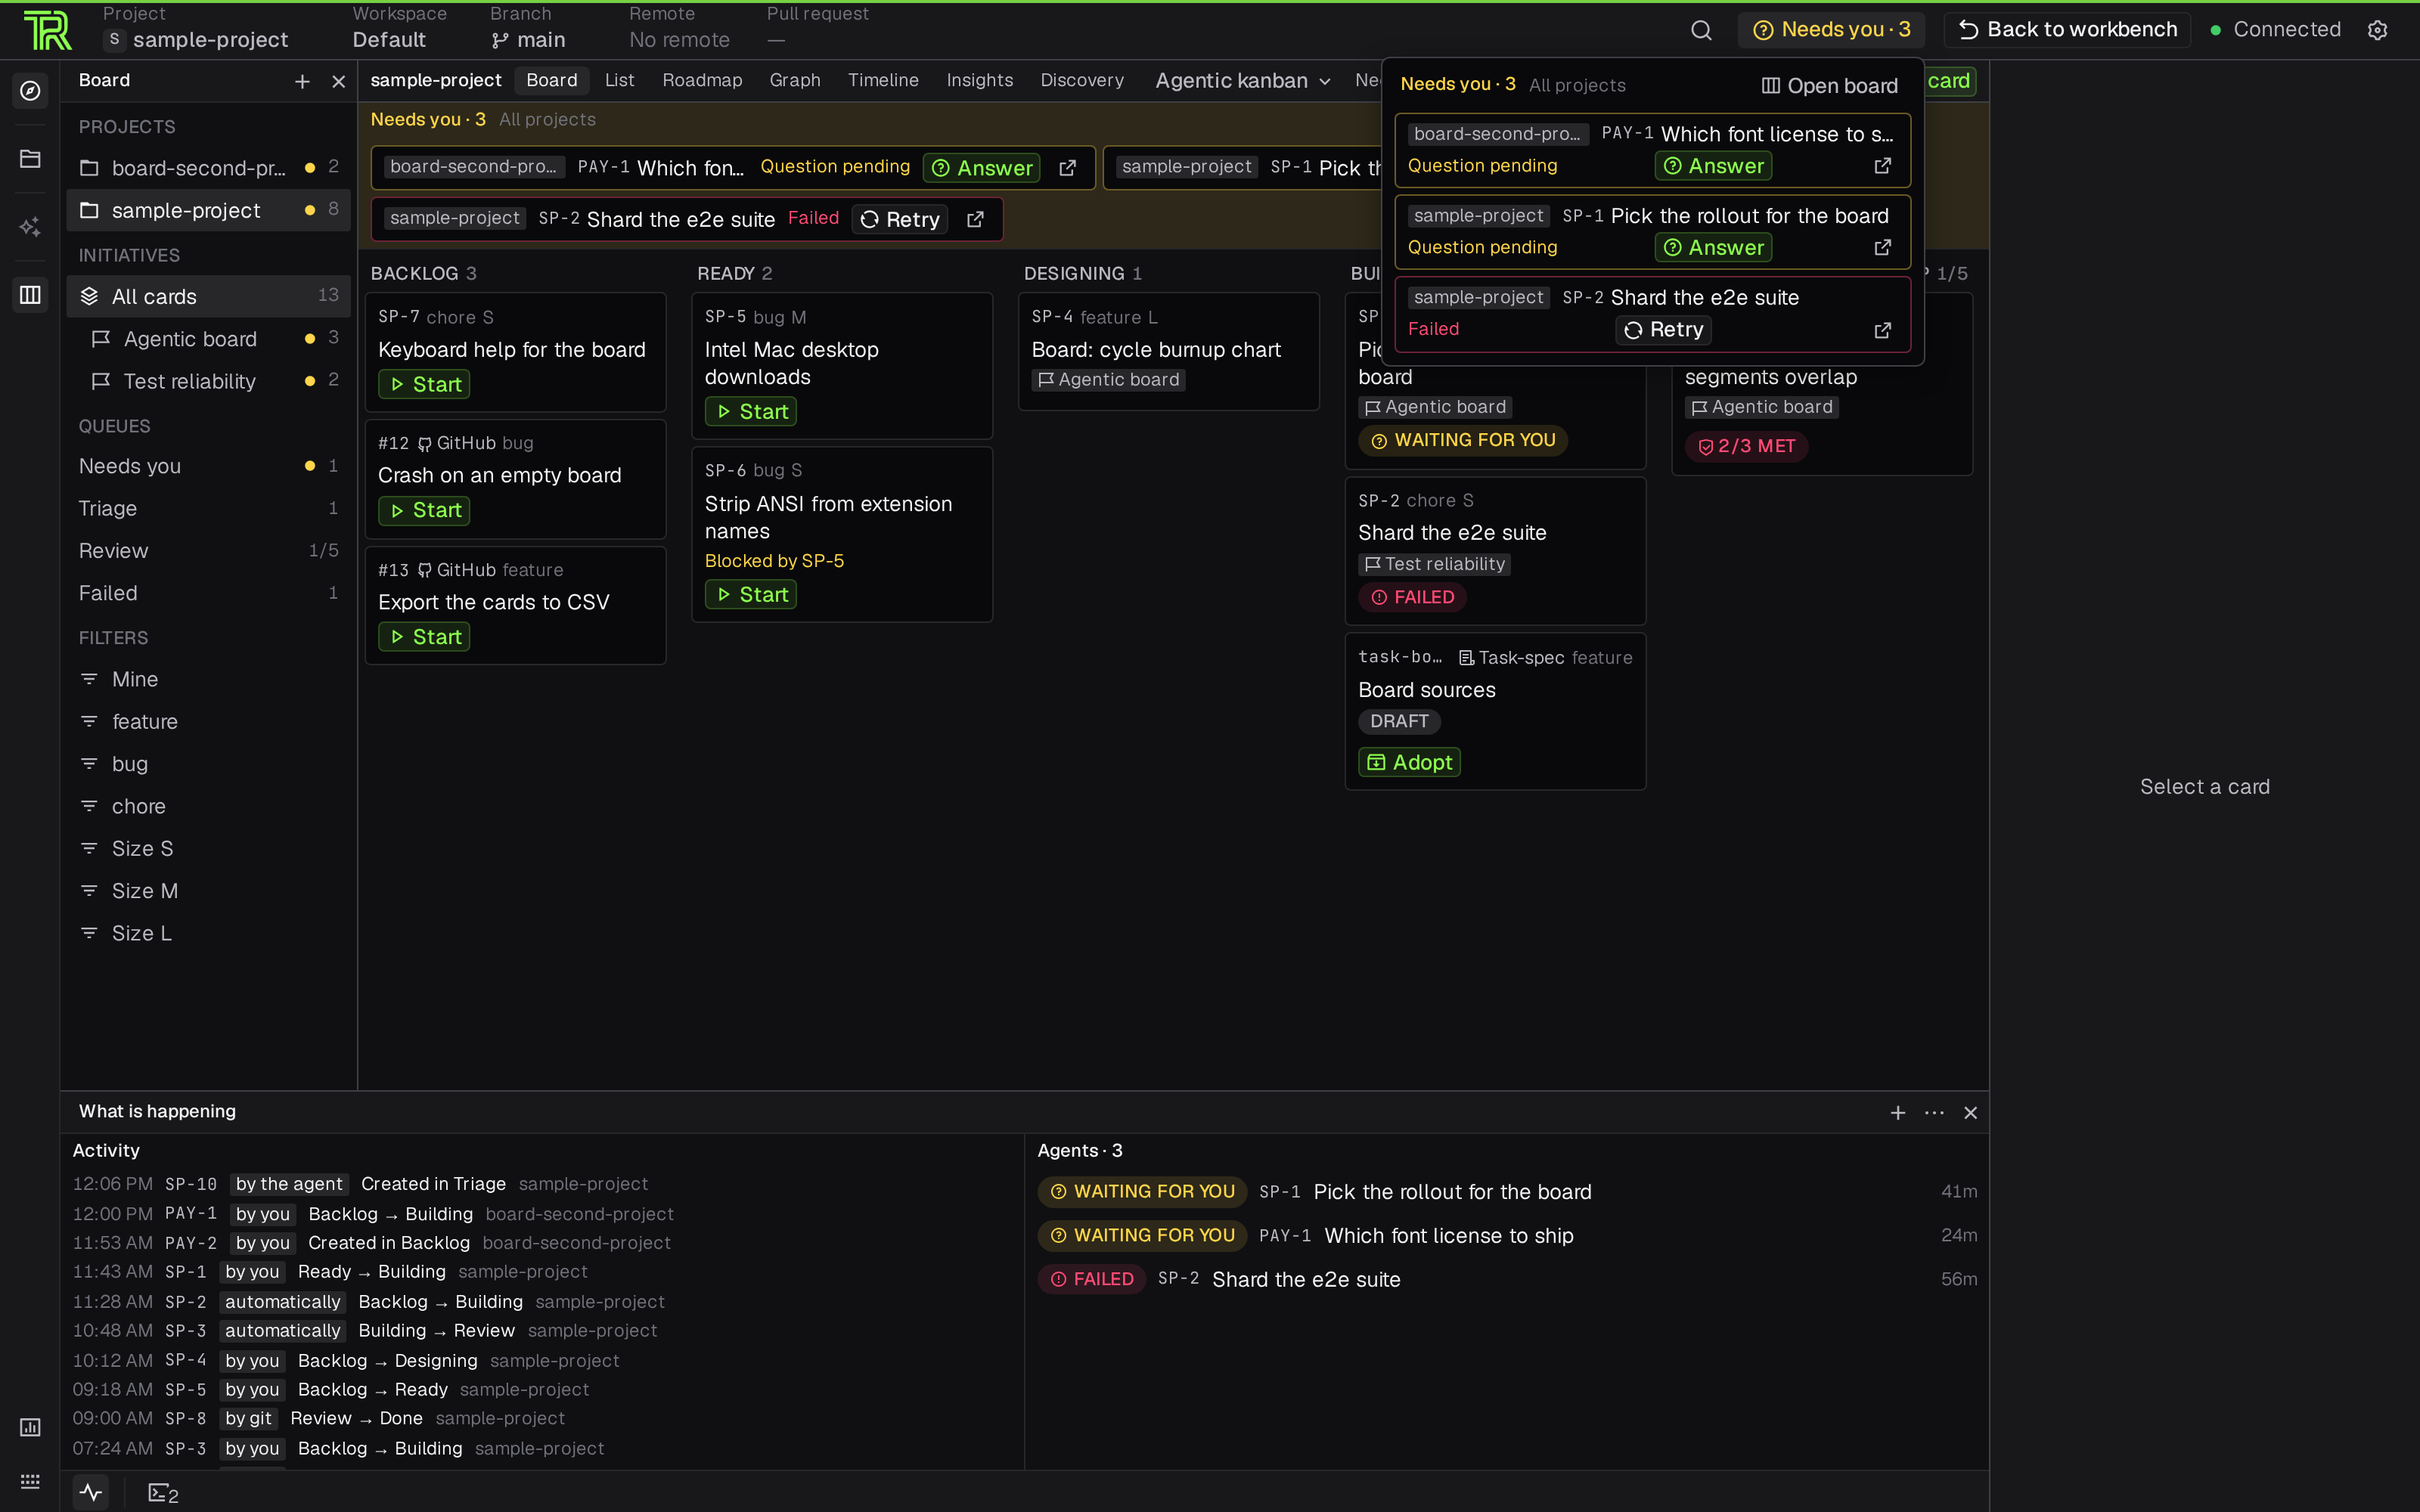 Project
S sample-project
Workspace
Default
Branch
main
Remote
No remote
Pull request
—
Needs you · 3
Back to workbench
Connected
Board
PROJECTS
board-second-pr... 2
sample-project 8
INITIATIVES
All cards 13
Agentic board 3
Test reliability 2
QUEUES
Needs you 1
Triage 1
Review 1/5
Failed 1
FILTERS
Mine
feature
bug
chore
Size S
Size M
Size L
sample-project Board List Roadmap Graph Timeline Insights Discovery Agentic kanban
card
Needs you · 3 All projects
board-second-pro... PAY-1 Which fon... Question pending Answer
sample-project SP-1
sample-project SP-2 Shard the e2e suite Failed Retry
Needs you · 3 All projects Open board
board-second-pro... PAY-1 Which font license to s...
Question pending Answer
sample-project SP-1 Pick the rollout for the board
Question pending Answer
sample-project SP-2 Shard the e2e suite
Failed Retry
BACKLOG 3
SP-7 chore S
Keyboard help for the board
Start
#12 GitHub bug
Crash on an empty board
Start
#13 GitHub feature
Export the cards to CSV
Start
READY 2
SP-5 bug M
Intel Mac desktop
downloads
Start
SP-6 bug S
Strip ANSI from extension
names
Blocked by SP-5
Start
DESIGNING 1
SP-4 feature L
Board: cycle burnup chart
Agentic board
board
Agentic board
WAITING FOR YOU
SP-2 chore S
Shard the e2e suite
Test reliability
FAILED
task-bo... Task-spec feature
Board sources
DRAFT
Adopt
1/5
segments overlap
Agentic board
2/3 MET
Select a card
What is happening
Activity
12:06 PM SP-10 by the agent Created in Triage sample-project
12:00 PM PAY-1 by you Backlog → Building board-second-project
11:53 AM PAY-2 by you Created in Backlog board-second-project
11:43 AM SP-1 by you Ready → Building sample-project
11:28 AM SP-2 automatically Backlog → Building sample-project
10:48 AM SP-3 automatically Building → Review sample-project
10:12 AM SP-4 by you Backlog → Designing sample-project
09:18 AM SP-5 by you Backlog → Ready sample-project
09:00 AM SP-8 by git Review → Done sample-project
07:24 AM SP-3 by you Backlog → Building sample-project
Agents · 3
WAITING FOR YOU SP-1 Pick the rollout for the board 41m
WAITING FOR YOU PAY-1 Which font license to ship 24m
FAILED SP-2 Shard the e2e suite 56m
2